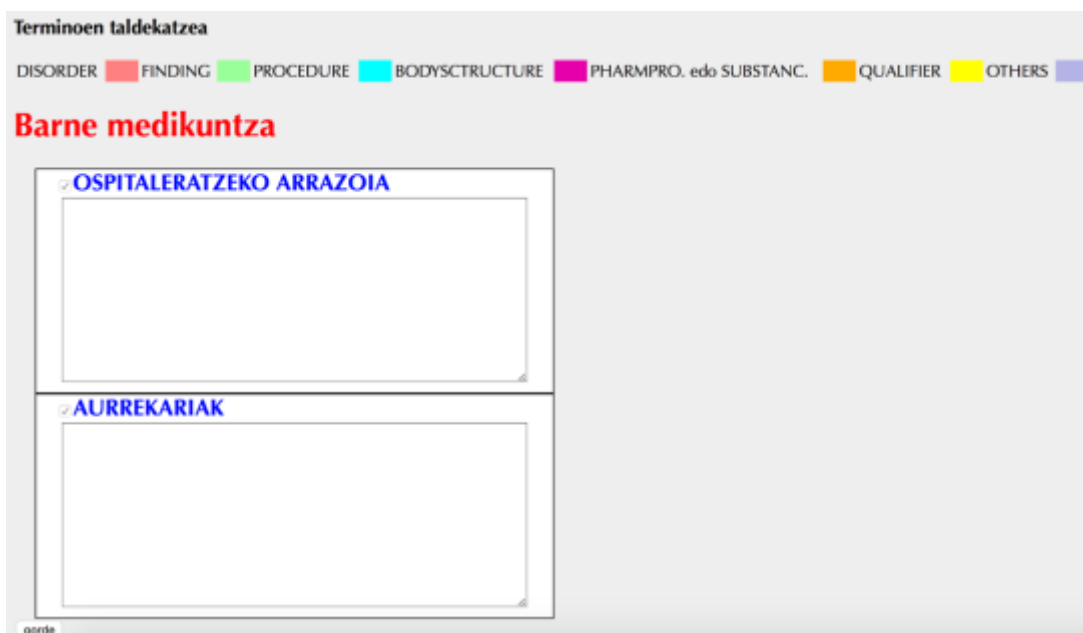 Terminoen taldekatzea
DISORDER FINDING PROCEDURE BODYSCTRUCTURE PHARMPRO. edo SUBSTANC. QUALIFIER OTHERS
Barne medikuntza
OSPITALERATZEKO ARRAZOIA
AURREKARIAK
gorde